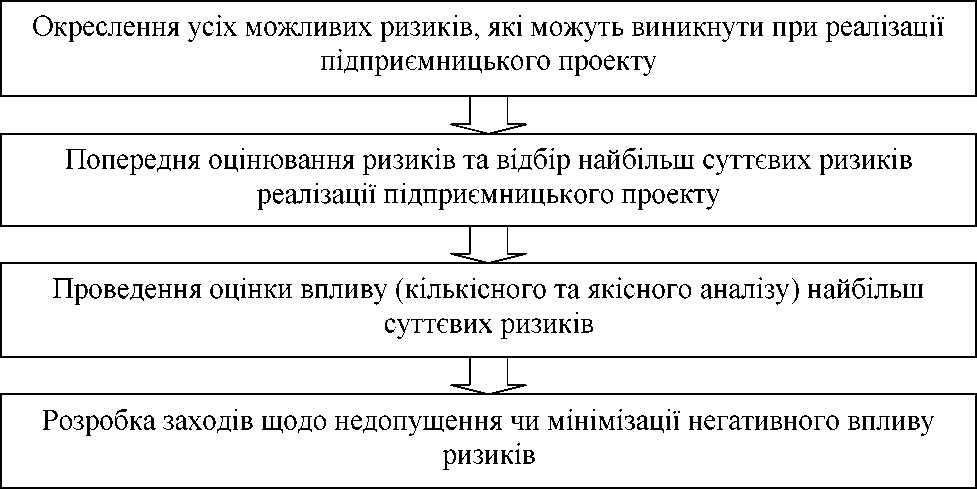 Окреслення усіх можливих ризиків, які можуть виникнути при реалізації
підприємницького проекту
Попередня оцінювання ризиків та відбір найбільш суттєвих ризиків
реалізації підприємницького проекту
Проведення оцінки впливу (кількісного та якісного аналізу) найбільш
суттєвих ризиків
Розробка заходів щодо недопущення чи мінімізації негативного впливу
ризиків